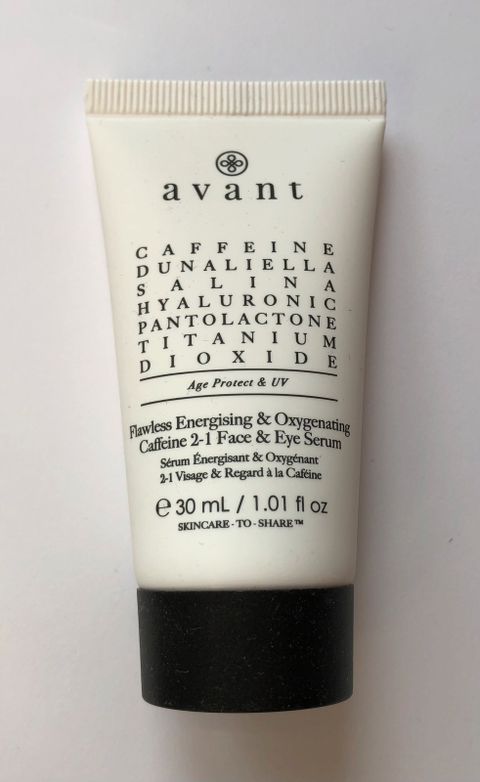 avant
CAFFEINE
DUNALIELLA
SALINA
HYALURONIC
PANTOLACTONE
TITANIUM
DIOXIDE
Age Protect & UV
Flawless Energising & Oxygenating
Caffeine 2-1 Face & Eye Serum
Sérum Énergisant & Oxygénant
2-1 Visage & Regard à la Caféine
℮ 30 mL / 1.01 fl oz
SKINCARE-TO-SHARE™